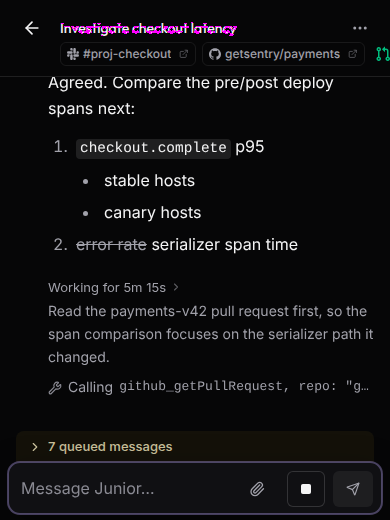 Investigate checkout latency
#proj-checkout
getsentry/payments
Agreed. Compare the pre/post deploy
spans next:
1. checkout.complete p95
• stable hosts
• canary hosts
2. error rate serializer span time
Working for 5m 15s
Read the payments-v42 pull request first, so the
span comparison focuses on the serializer path it
changed.
Calling github_getPullRequest, repo: "g…
7 queued messages
Message Junior...